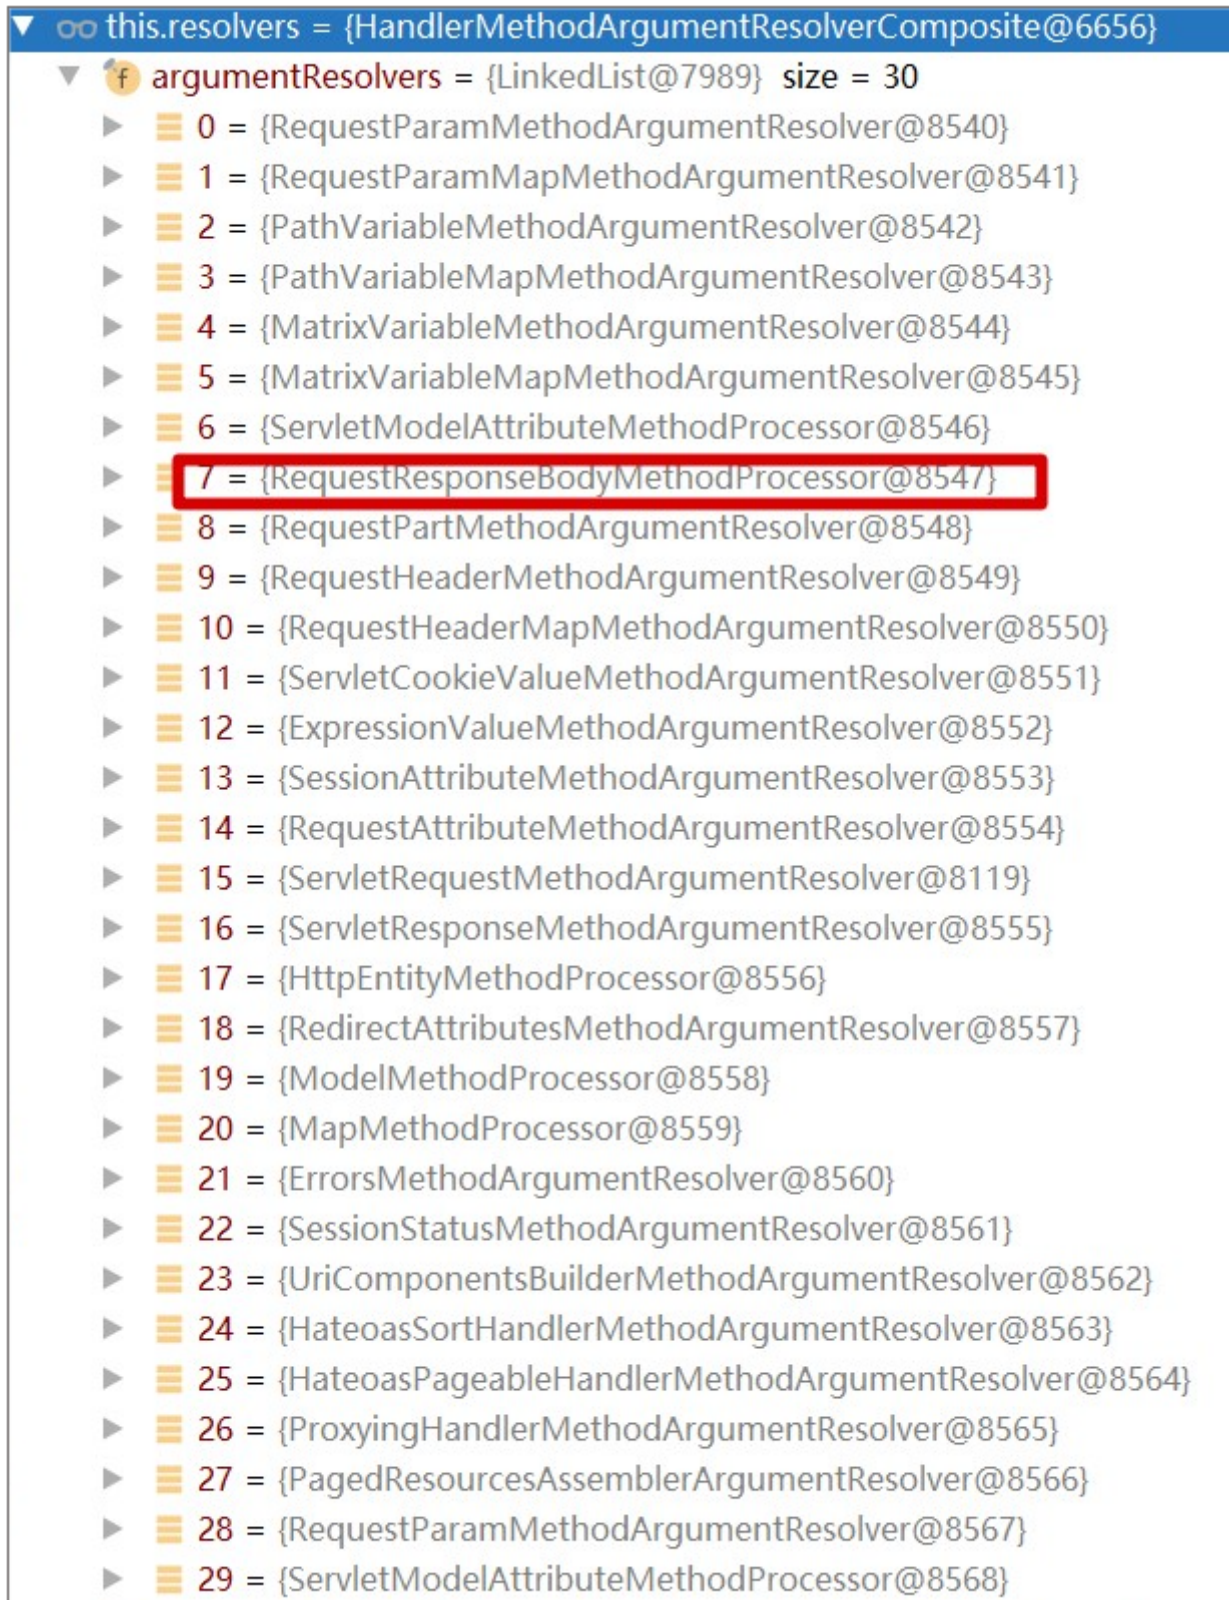 this.resolvers = {HandlerMethodArgumentResolverComposite@6656}
argumentResolvers = {LinkedList@7989} size = 30
0 = {RequestParamMethodArgumentResolver@8540}
1 = {RequestParamMapMethodArgumentResolver@8541}
2 = {PathVariableMethodArgumentResolver@8542}
3 = {PathVariableMapMethodArgumentResolver@8543}
4 = {MatrixVariableMethodArgumentResolver@8544}
5 = {MatrixVariableMapMethodArgumentResolver@8545}
6 = {ServletModelAttributeMethodProcessor@8546}
7 = {RequestResponseBodyMethodProcessor@8547}
8 = {RequestPartMethodArgumentResolver@8548}
9 = {RequestHeaderMethodArgumentResolver@8549}
10 = {RequestHeaderMapMethodArgumentResolver@8550}
11 = {ServletCookieValueMethodArgumentResolver@8551}
12 = {ExpressionValueMethodArgumentResolver@8552}
13 = {SessionAttributeMethodArgumentResolver@8553}
14 = {RequestAttributeMethodArgumentResolver@8554}
15 = {ServletRequestMethodArgumentResolver@8119}
16 = {ServletResponseMethodArgumentResolver@8555}
17 = {HttpEntityMethodProcessor@8556}
18 = {RedirectAttributesMethodArgumentResolver@8557}
19 = {ModelMethodProcessor@8558}
20 = {MapMethodProcessor@8559}
21 = {ErrorsMethodArgumentResolver@8560}
22 = {SessionStatusMethodArgumentResolver@8561}
23 = {UriComponentsBuilderMethodArgumentResolver@8562}
24 = {HateoasSortHandlerMethodArgumentResolver@8563}
25 = {HateoasPageableHandlerMethodArgumentResolver@8564}
26 = {ProxyingHandlerMethodArgumentResolver@8565}
27 = {PagedResourcesAssemblerArgumentResolver@8566}
28 = {RequestParamMethodArgumentResolver@8567}
29 = {ServletModelAttributeMethodProcessor@8568}